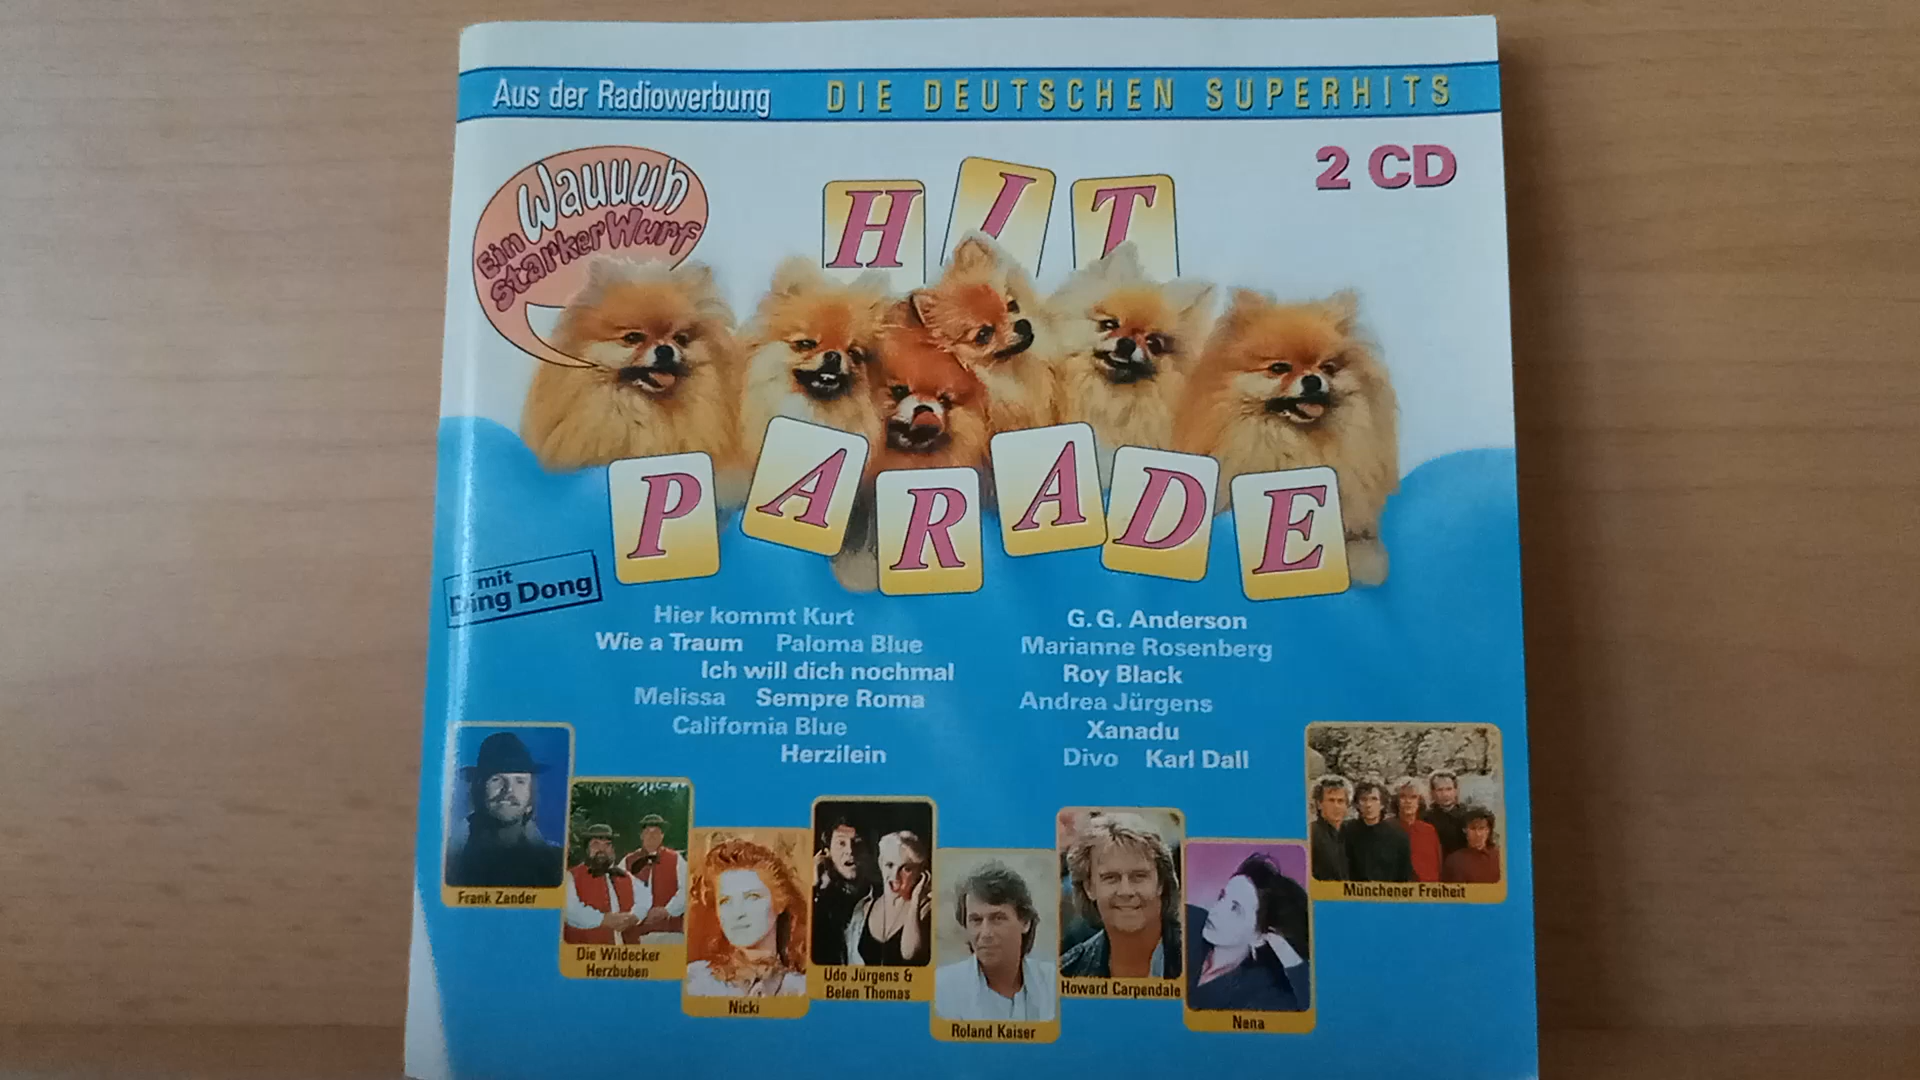 Aus der Radiowerbung DIE DEUTSCHEN SUPERHITS
2 CD
Wauuuh
Ein starker Wurf
HIT
PARADE
mit
Ding Dong
Hier kommt Kurt
Wie a Traum Paloma Blue
Ich will dich nochmal
Melissa Sempre Roma
California Blue
Herzilein
G. G. Anderson
Marianne Rosenberg
Roy Black
Andrea Jürgens
Xanadu
Divo Karl Dall
Frank Zander
Die Wildecker
Herzbuben
Nicki
Udo Jürgens &
Belen Thomas
Roland Kaiser
Howard Carpendale
Nena
Münchener Freiheit